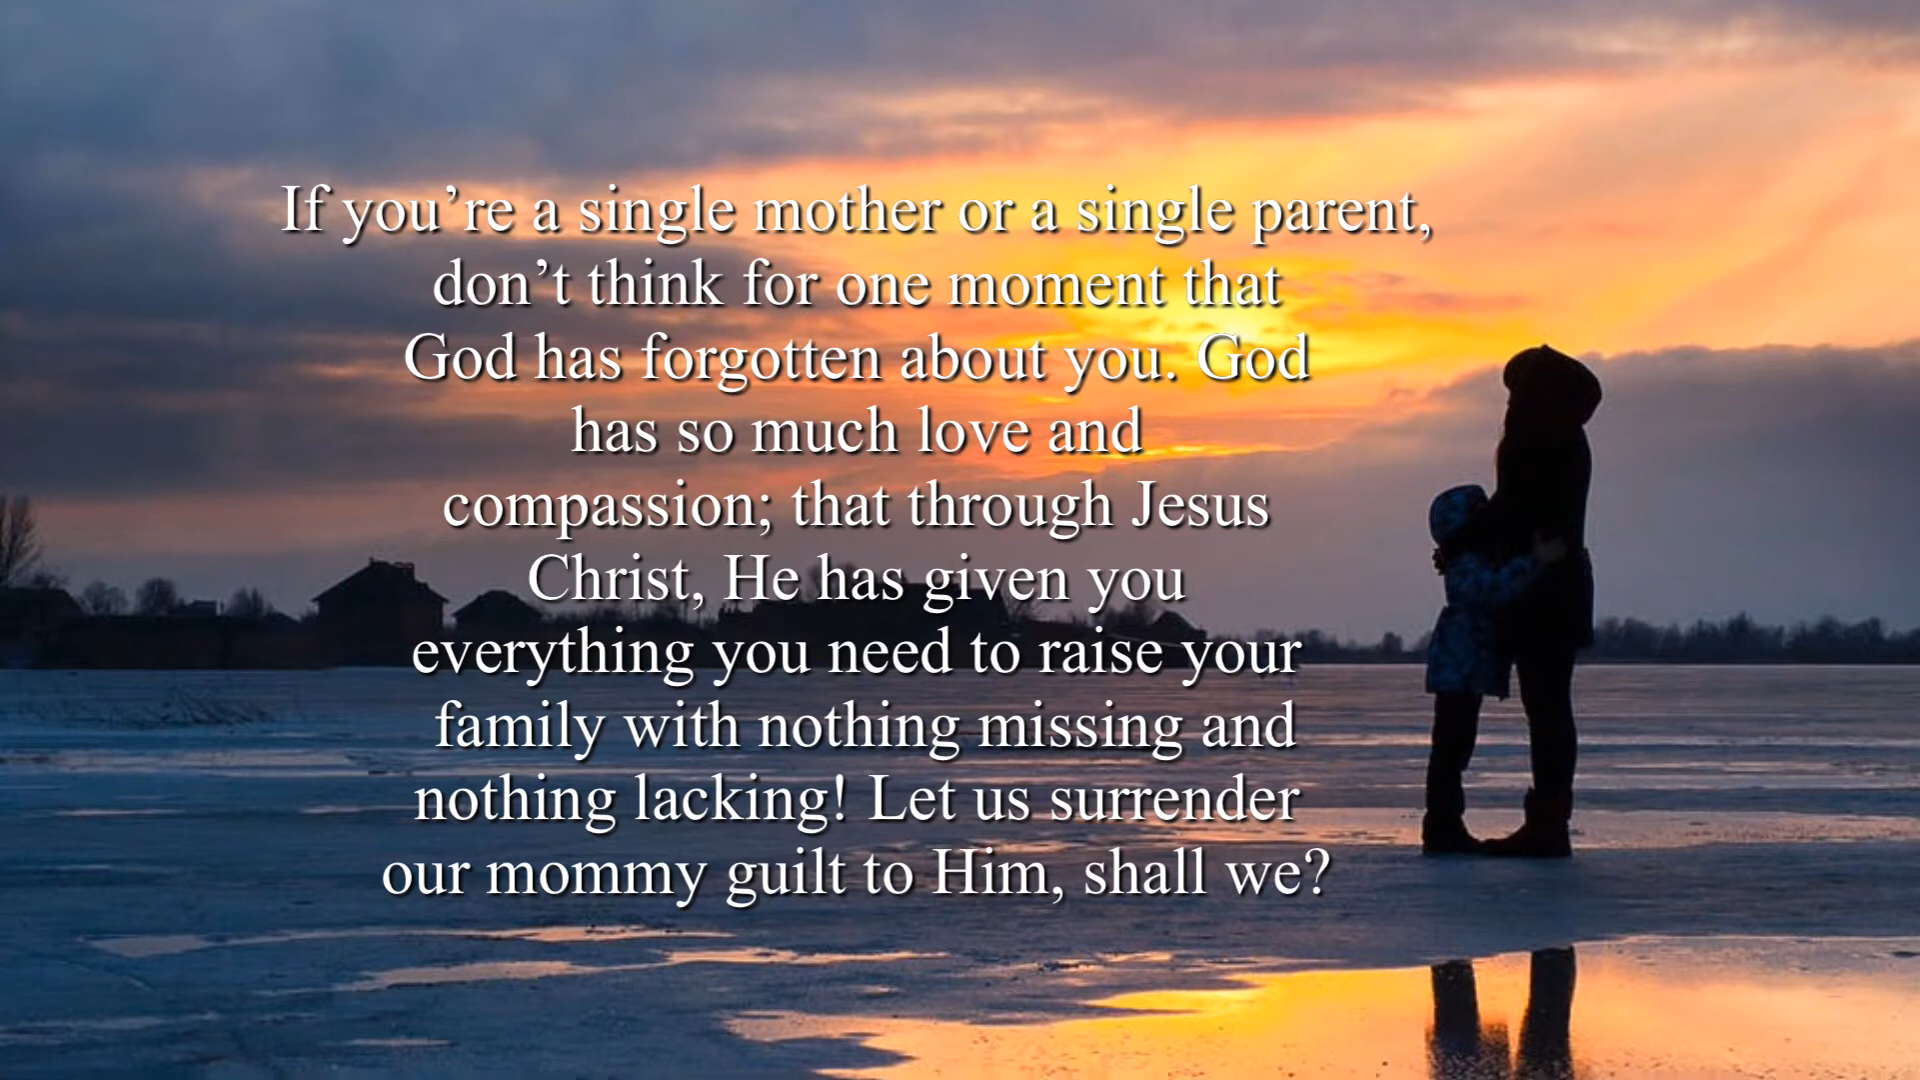 If you’re a single mother or a single parent,
don’t think for one moment that
God has forgotten about you. God
has so much love and
compassion; that through Jesus
Christ, He has given you
everything you need to raise your
family with nothing missing and
nothing lacking! Let us surrender
our mommy guilt to Him, shall we?